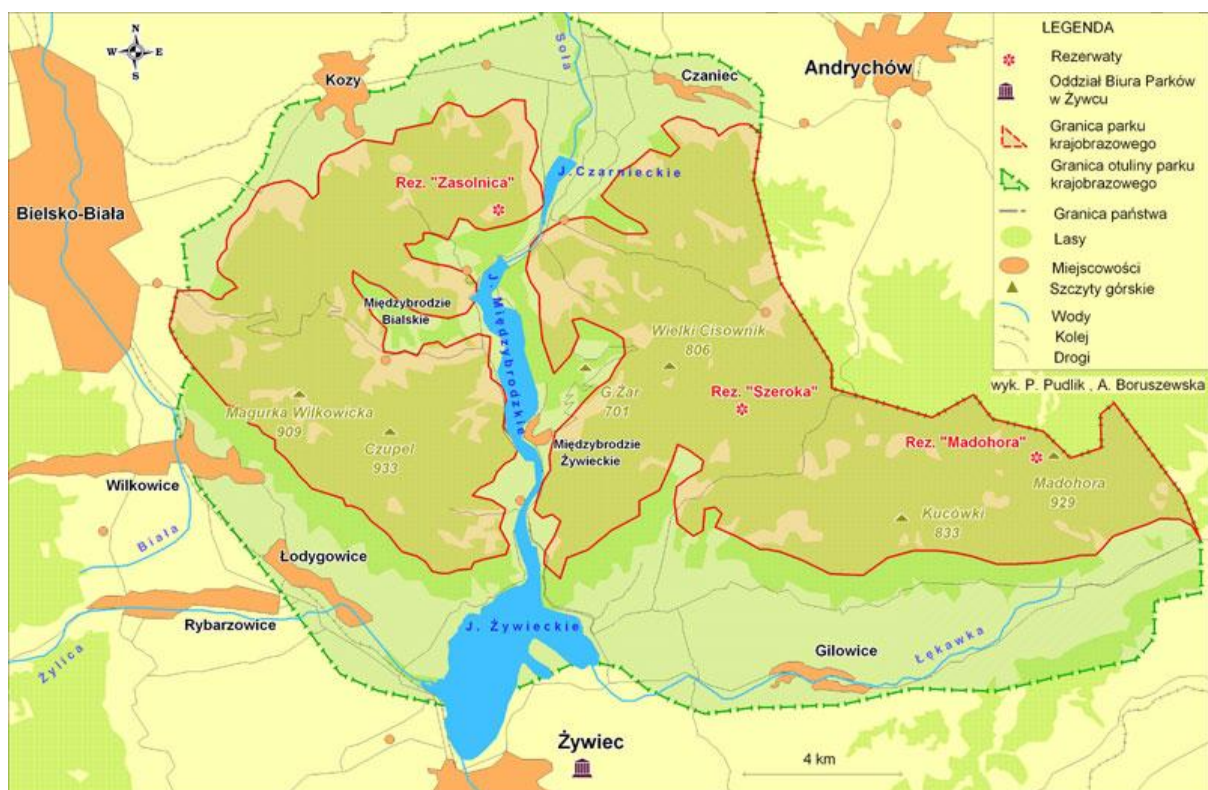 N
W E
S
Soła
Kozy
Czaniec
Andrychów
LEGENDA
Rezerwaty
Oddział Biura Parków
w Żywcu
Granica parku
krajobrazowego
Granica otuliny parku
krajobrazowego
Granica państwa
Lasy
Miejscowości
Szczyty górskie
Wody
Kolej
Drogi
wyk. P. Pudlik , A. Boruszewska
Bielsko-Biała
Rez. "Zasolnica"
J. Czarnieckie
Międzybrodzie
Bialskie
J. Międzybrodzkie
Wielki Cisownik
806
G.Żar
701
Rez. "Szeroka"
Magurka Wilkowicka
909
Czupel
933
Międzybrodzie
Żywieckie
Rez. "Madohora"
Madohora
929
Kucówki
833
Wilkowice
Biała
Łodygowice
Rybarzowice
Żylica
J. Żywieckie
Gilowice
Łękawka
Żywiec
4 km